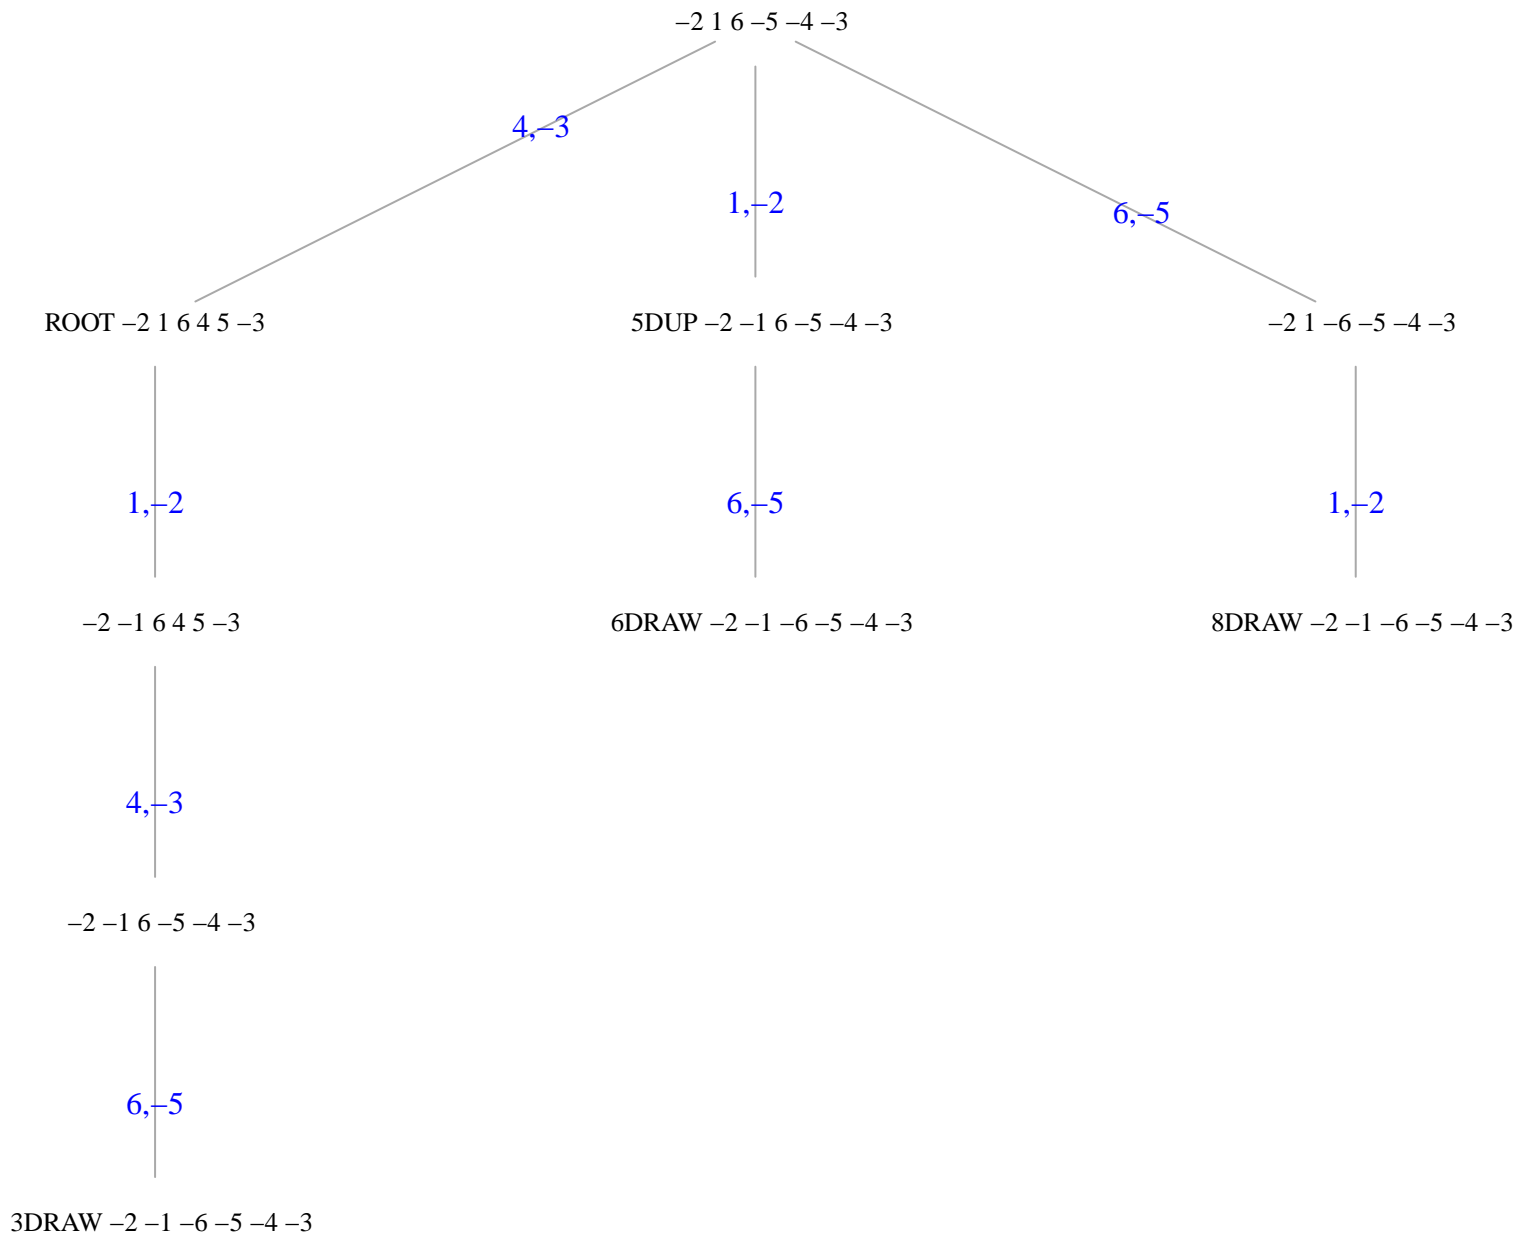 –2 1 6 –5 –4 –3
4,–3
1,–2
6,–5
ROOT –2 1 6 4 5 –3
5DUP –2 –1 6 –5 –4 –3
–2 1 –6 –5 –4 –3
1,–2
6,–5
1,–2
–2 –1 6 4 5 –3
6DRAW –2 –1 –6 –5 –4 –3
8DRAW –2 –1 –6 –5 –4 –3
4,–3
–2 –1 6 –5 –4 –3
6,–5
3DRAW –2 –1 –6 –5 –4 –3